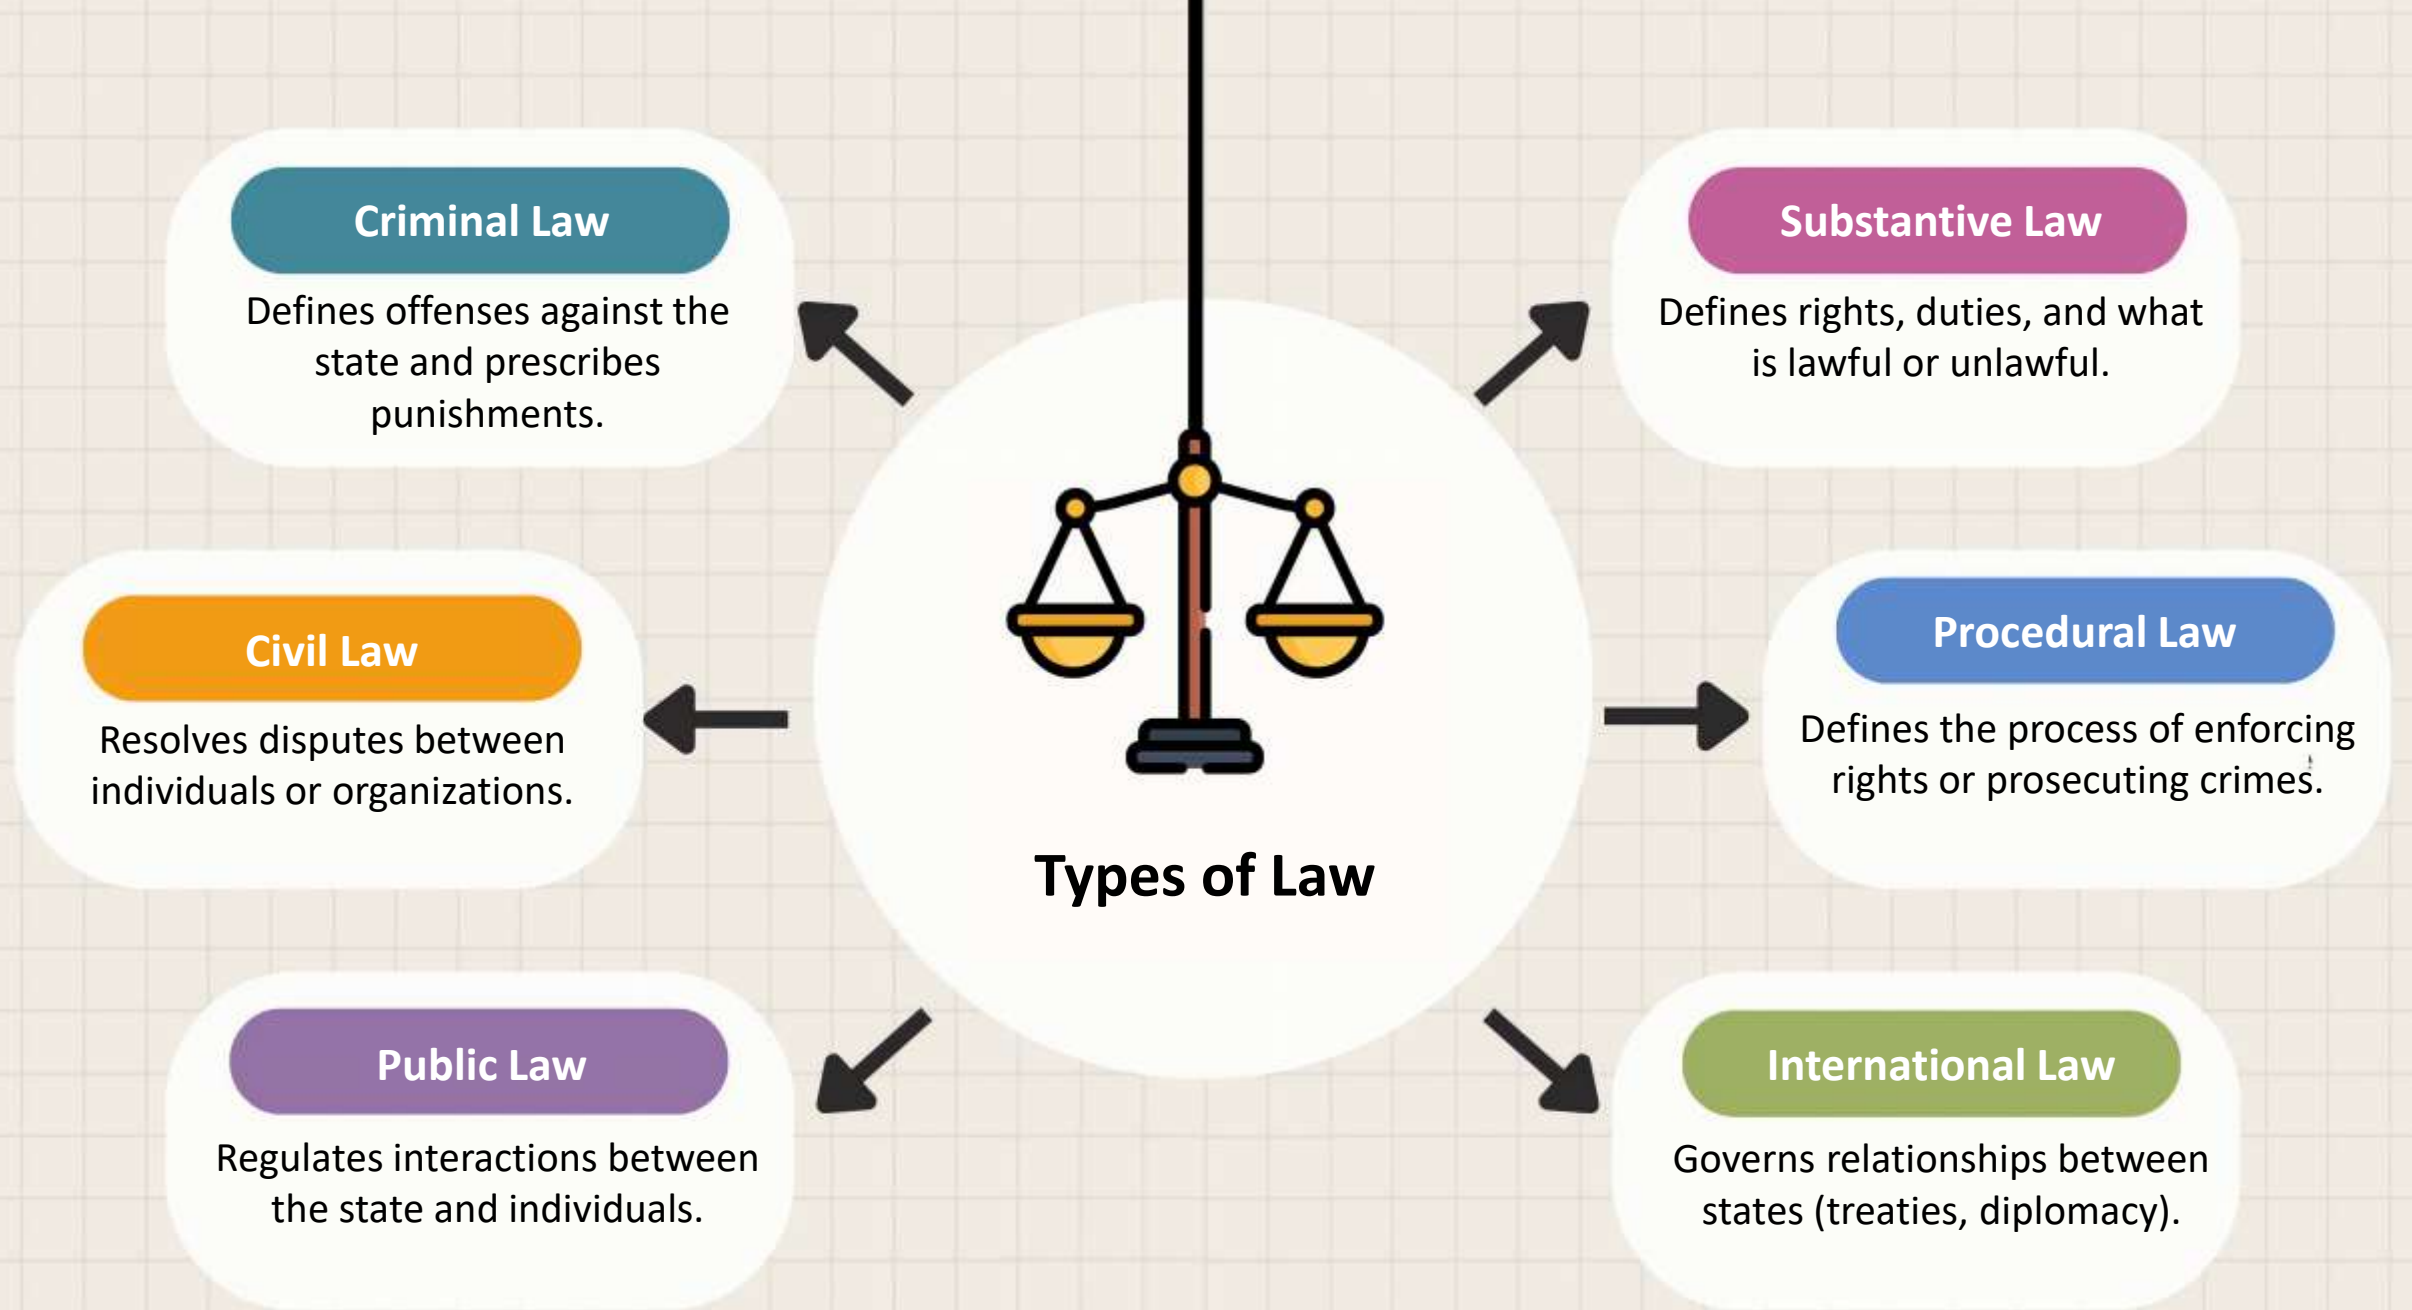 Criminal Law
Defines offenses against the
state and prescribes
punishments.
Substantive Law
Defines rights, duties, and what
is lawful or unlawful.
Civil Law
Resolves disputes between
individuals or organizations.
Procedural Law
Defines the process of enforcing
rights or prosecuting crimes.
Types of Law
Public Law
Regulates interactions between
the state and individuals.
International Law
Governs relationships between
states (treaties, diplomacy).